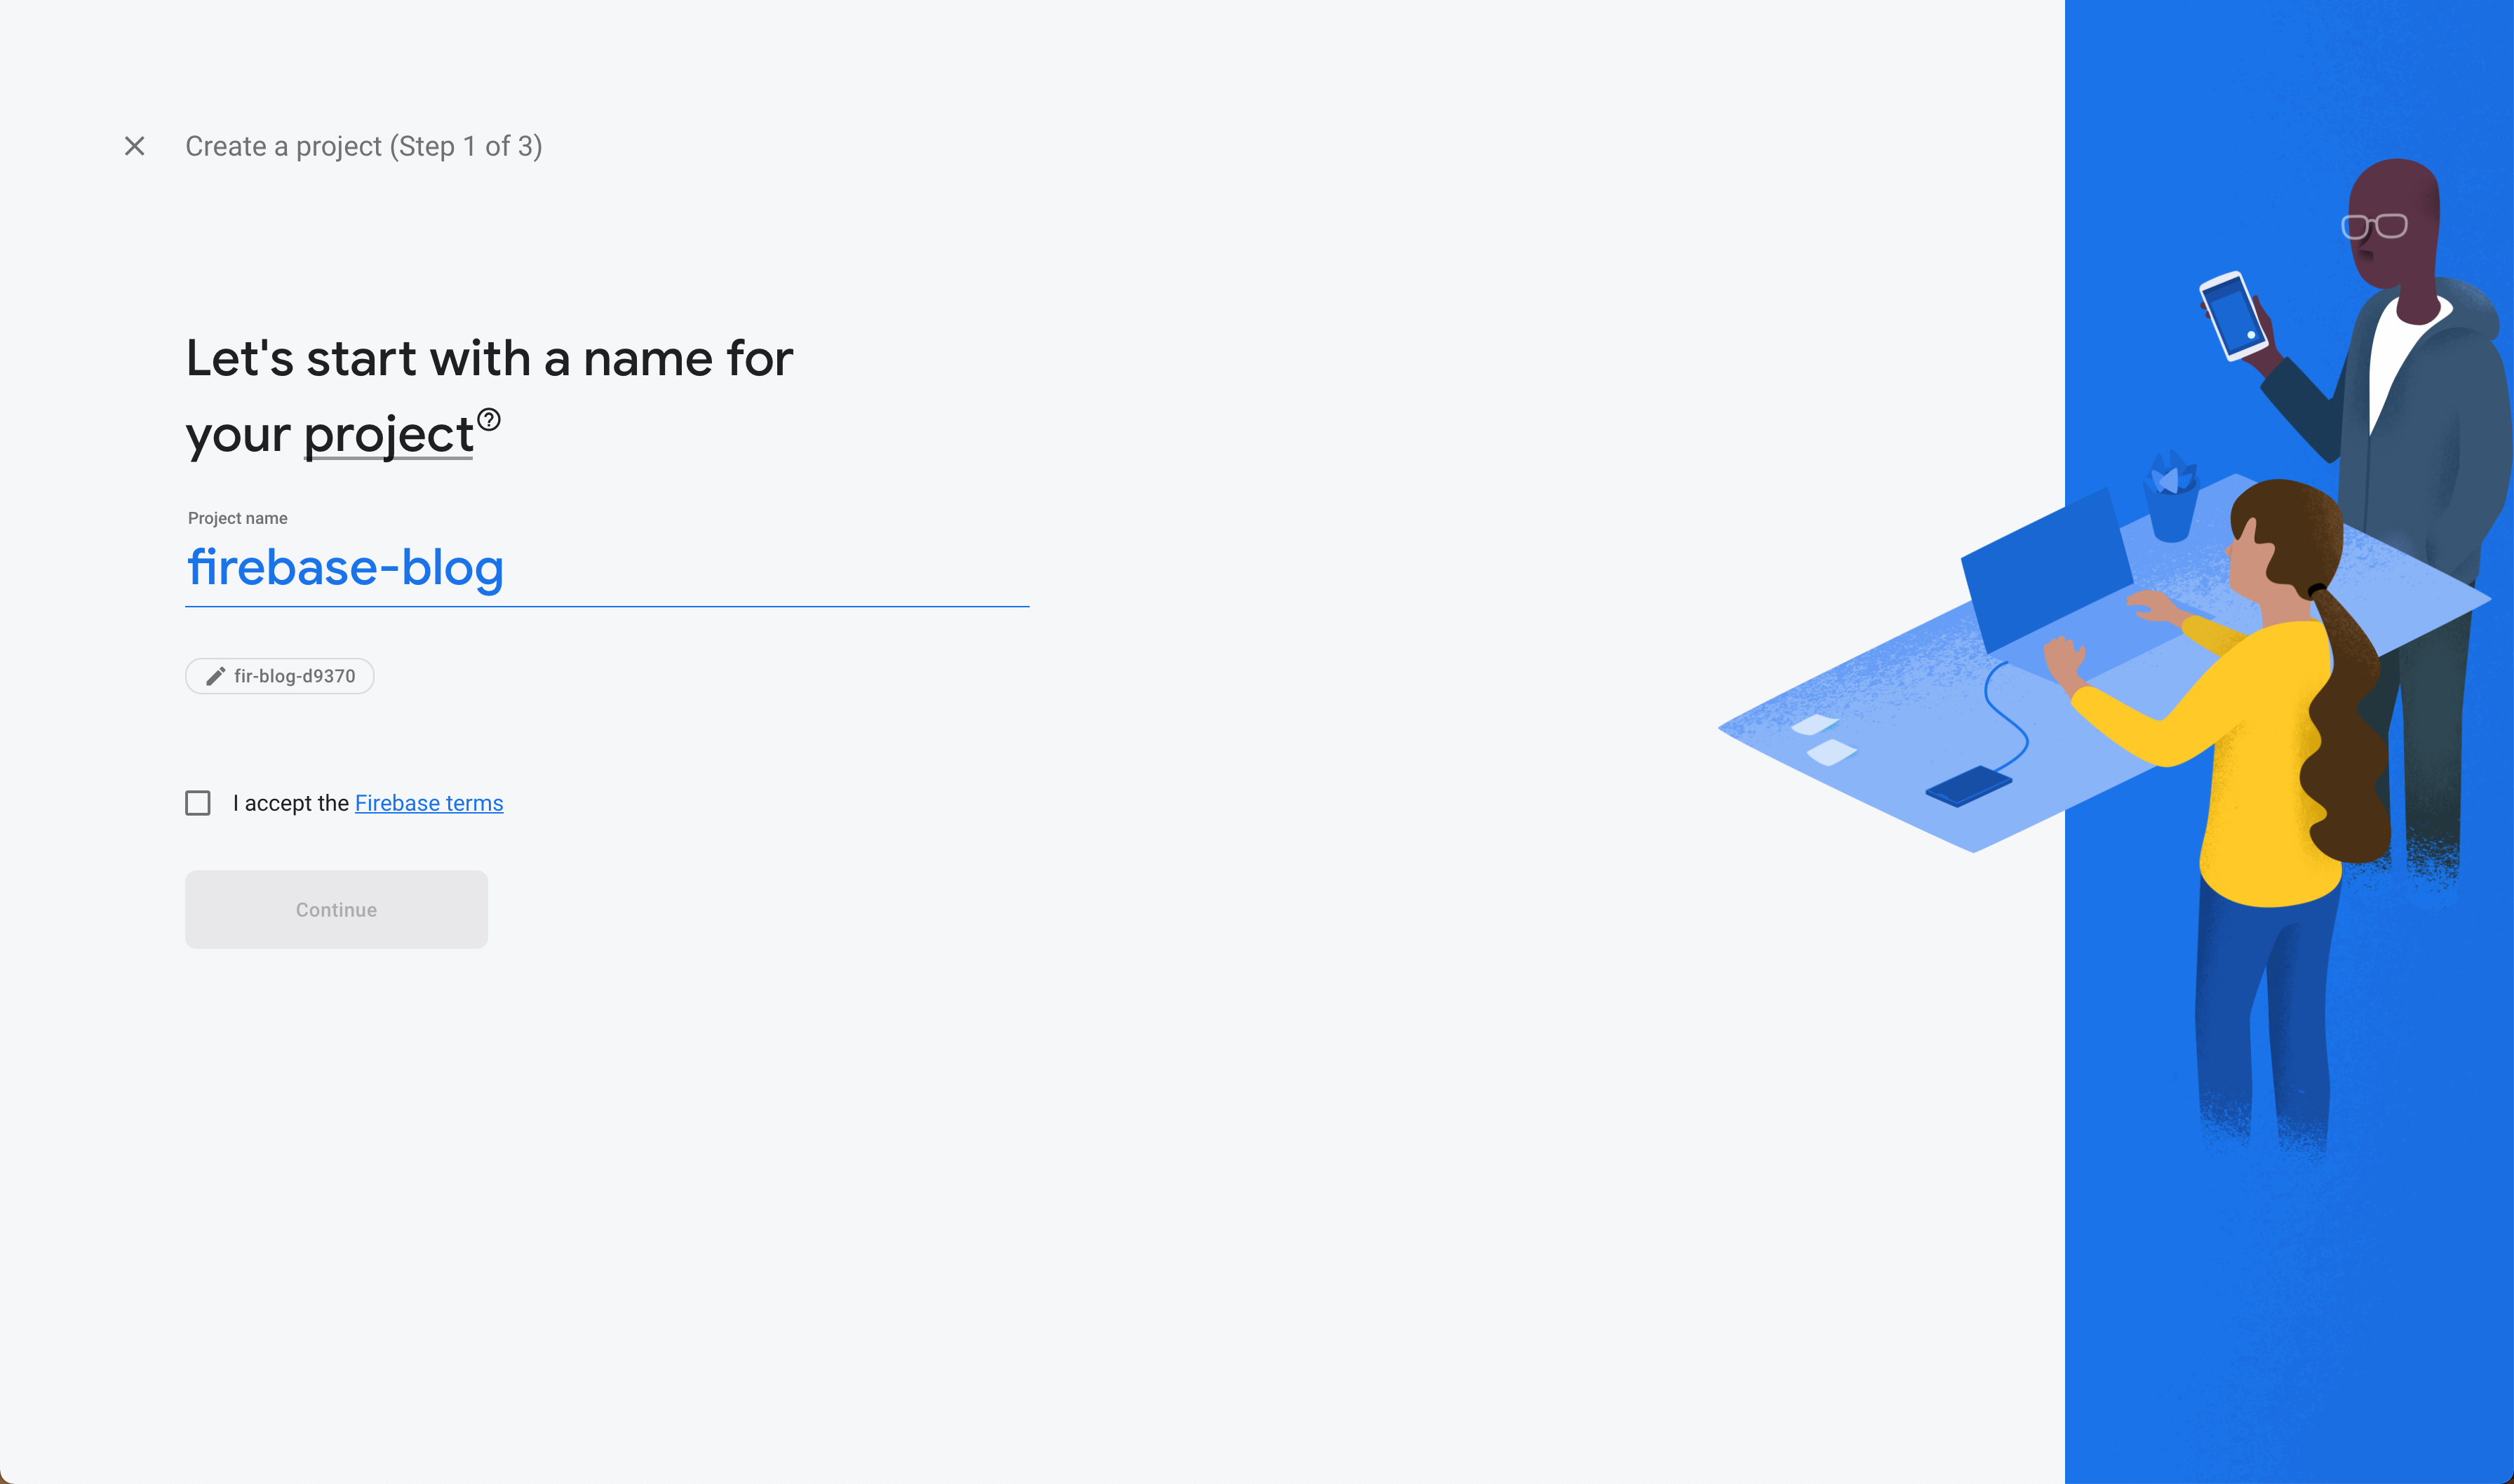 Create a project (Step 1 of 3)
Let's start with a name for
your project
Project name
firebase-blog
fir-blog-d9370
I accept the Firebase terms
Continue